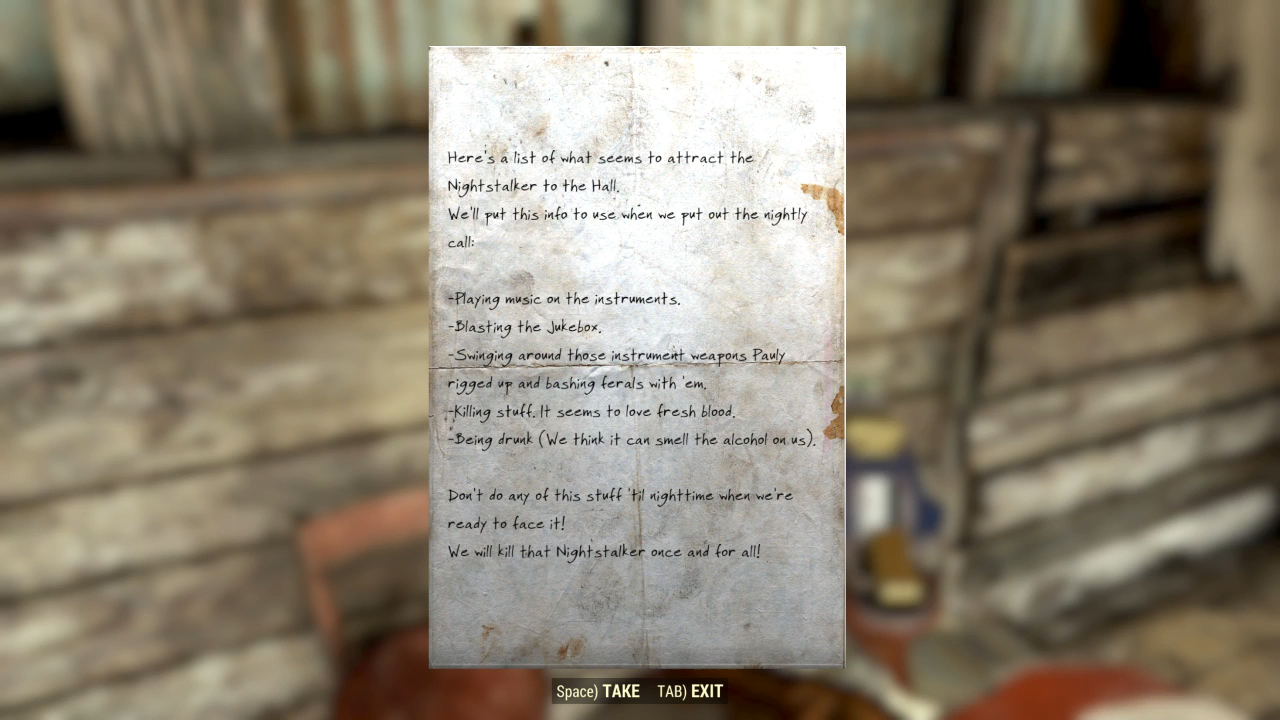 Here's a list of what seems to attract the
Nightstalker to the Hall.
We'll put this info to use when we put out the nightly
call:
-Playing music on the instruments.
-Blasting the Jukebox.
-Swinging around those instrument weapons Pauly
rigged up and bashing ferals with 'em.
-Killing stuff. It seems to love fresh blood.
-Being drunk (We think it can smell the alcohol on us).
Don't do any of this stuff 'til nighttime when we're
ready to face it!
We will kill that Nightstalker once and for all!
Space) TAKE TAB) EXIT